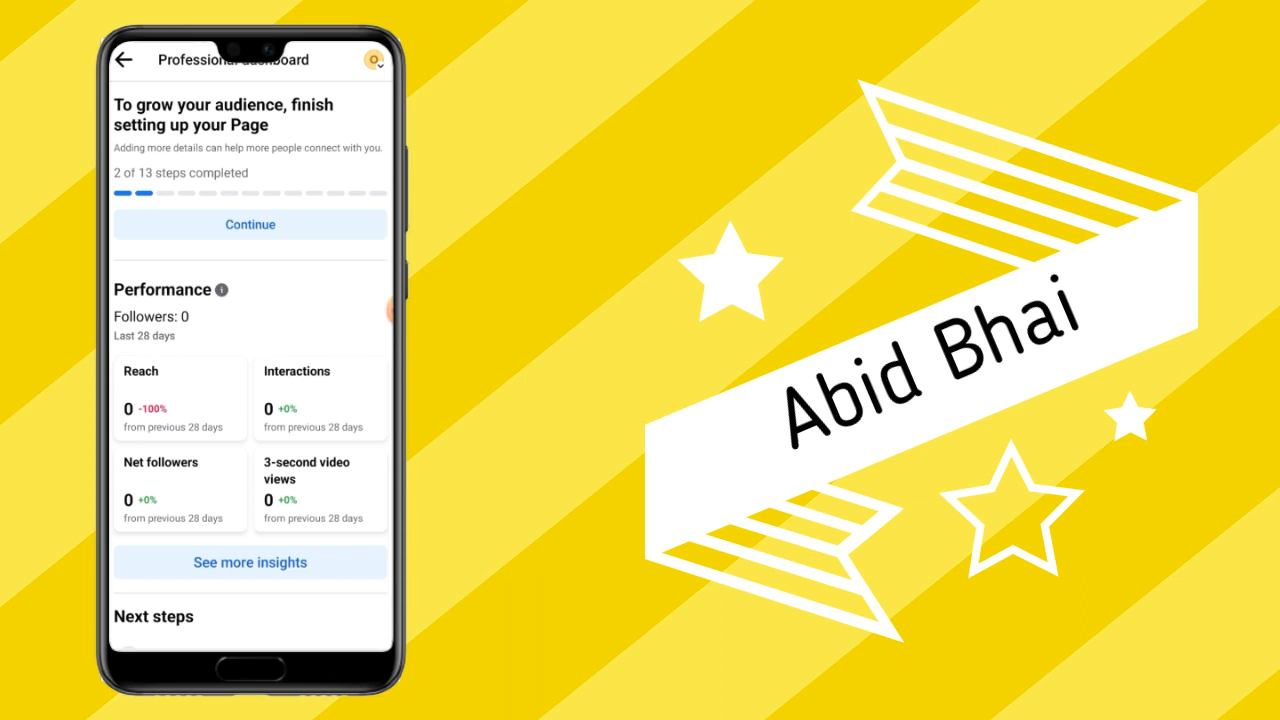 Professional dashboard
O
To grow your audience, finish
setting up your Page
Adding more details can help more people connect with you.
2 of 13 steps completed
Continue
Performance
Followers: 0
Last 28 days
Reach
0 -100%
from previous 28 days
Interactions
0 +0%
from previous 28 days
Net followers
0 +0%
from previous 28 days
3-second video
views
0 +0%
from previous 28 days
See more insights
Next steps
Abid Bhai